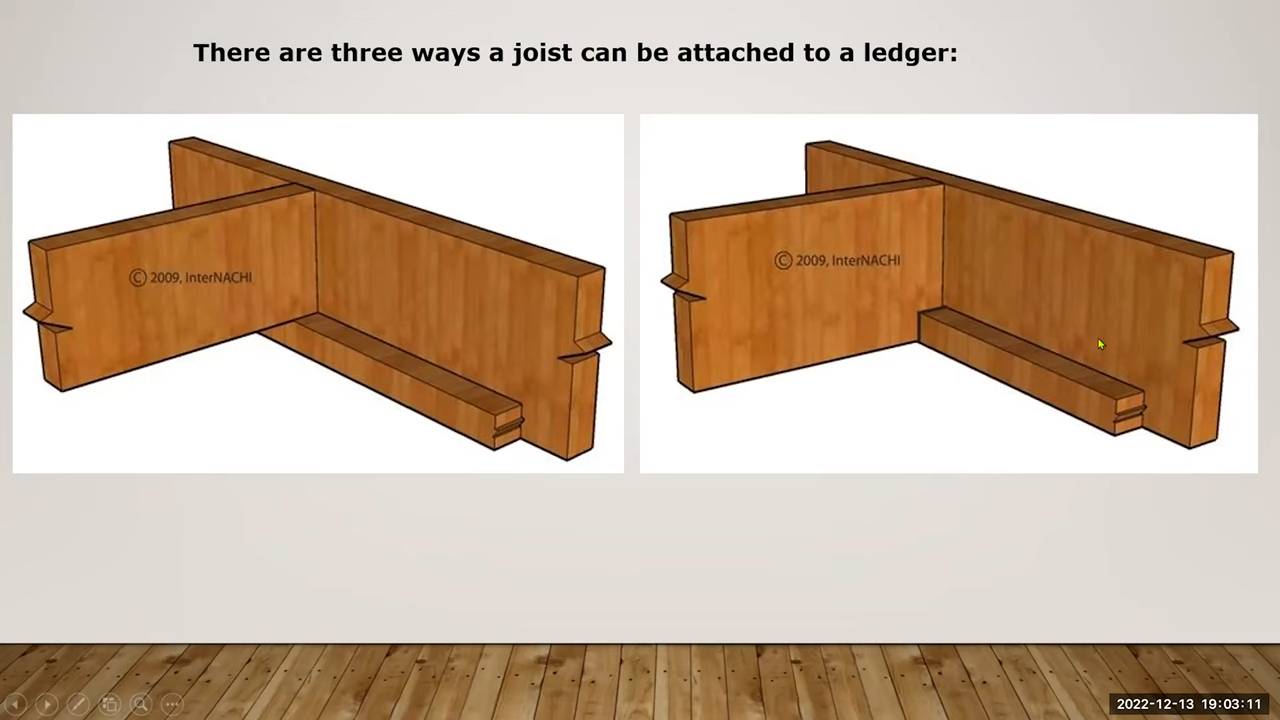 There are three ways a joist can be attached to a ledger:
© 2009, InterNACHI
© 2009, InterNACHI
2022-12-13 19:03:11